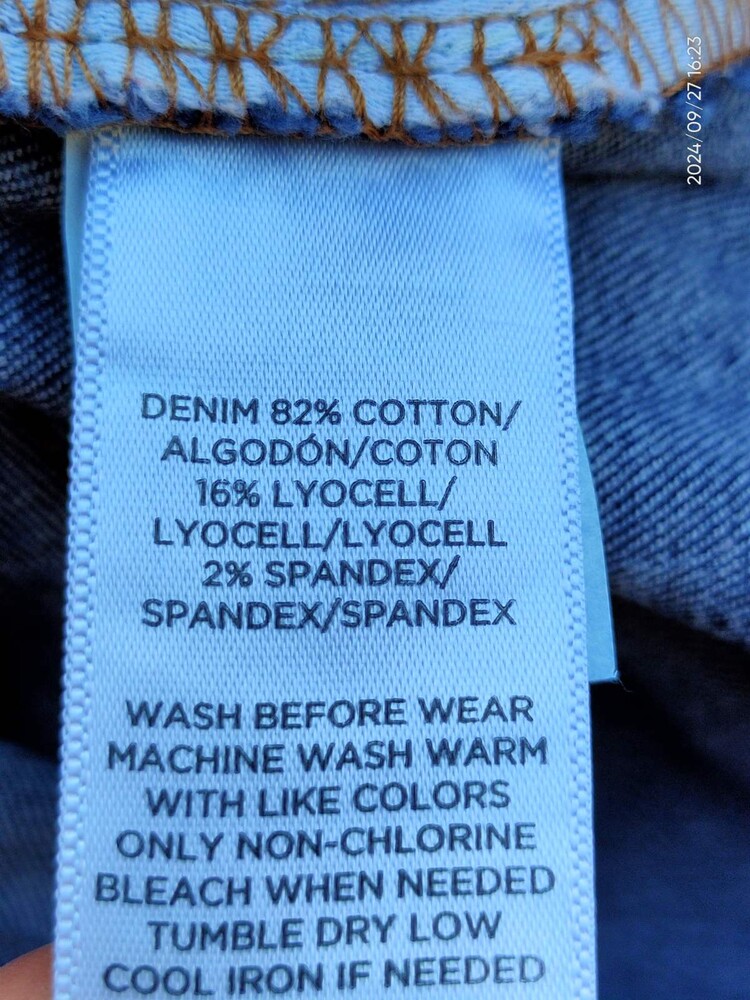 2024/09/27 16:23
DENIM 82% COTTON/
ALGODÓN/COTON
16% LYOCELL/
LYOCELL/LYOCELL
2% SPANDEX/
SPANDEX/SPANDEX
WASH BEFORE WEAR
MACHINE WASH WARM
WITH LIKE COLORS
ONLY NON-CHLORINE
BLEACH WHEN NEEDED
TUMBLE DRY LOW
COOL IRON IF NEEDED